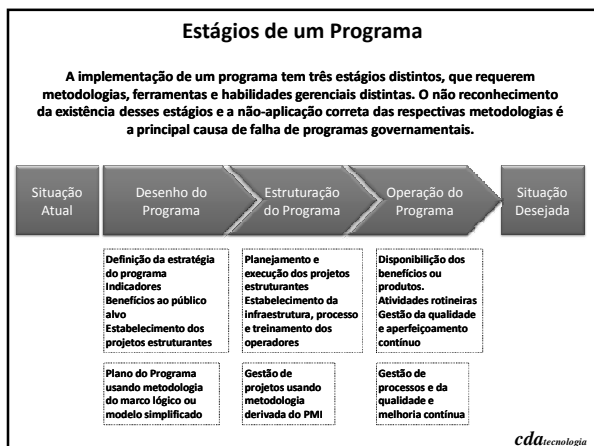 Estágios de um Programa
A implementação de um programa tem três estágios distintos, que requerem
metodologias, ferramentas e habilidades gerenciais distintas. O não reconhecimento
da existência desses estágios e a não-aplicação correta das respectivas metodologias é
a principal causa de falha de programas governamentais.
Situação
Atual
Desenho do
Programa
Estruturação
do Programa
Operação do
Programa
Situação
Desejada
Definição da estratégia
do programa
Indicadores
Benefícios ao público
alvo
Estabelecimento dos
projetos estruturantes
Planejamento e
execução dos projetos
estruturantes
Estabelecimento da
infraestrutura, processo
e treinamento dos
operadores
Disponibilição dos
benefícios ou
produtos.
Atividades rotineiras
Gestão da qualidade
e aperfeiçoamento
contínuo
Plano do Programa
usando metodologia
do marco lógico ou
modelo simplificado
Gestão de
projetos usando
metodologia
derivada do PMI
Gestão de
processos e da
qualidade e
melhoria contínua
cdatecnologia